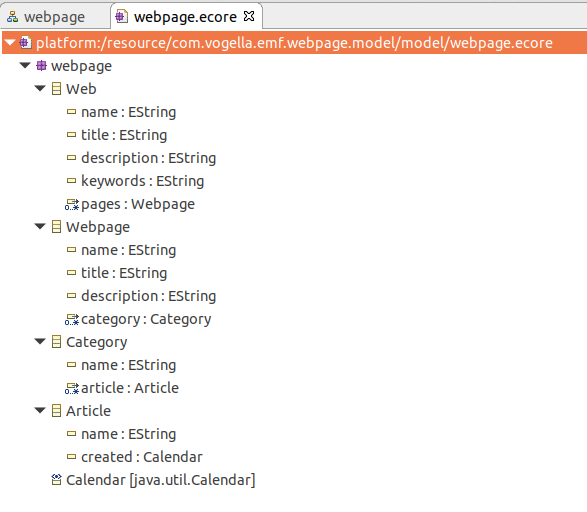 webpage
webpage.ecore
platform:/resource/com.vogella.emf.webpage.model/model/webpage.ecore
webpage
Web
name : EString
title : EString
description : EString
keywords : EString
pages : Webpage
Webpage
name : EString
title : EString
description : EString
category : Category
Category
name : EString
article : Article
Article
name : EString
created : Calendar
Calendar [java.util.Calendar]